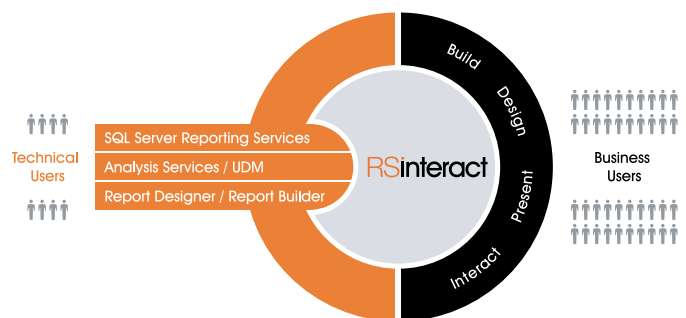 Technical
Users
SQL Server Reporting Services
Analysis Services / UDM
Report Designer / Report Builder
RSinteract
Build
Design
Present
Interact
Business
Users